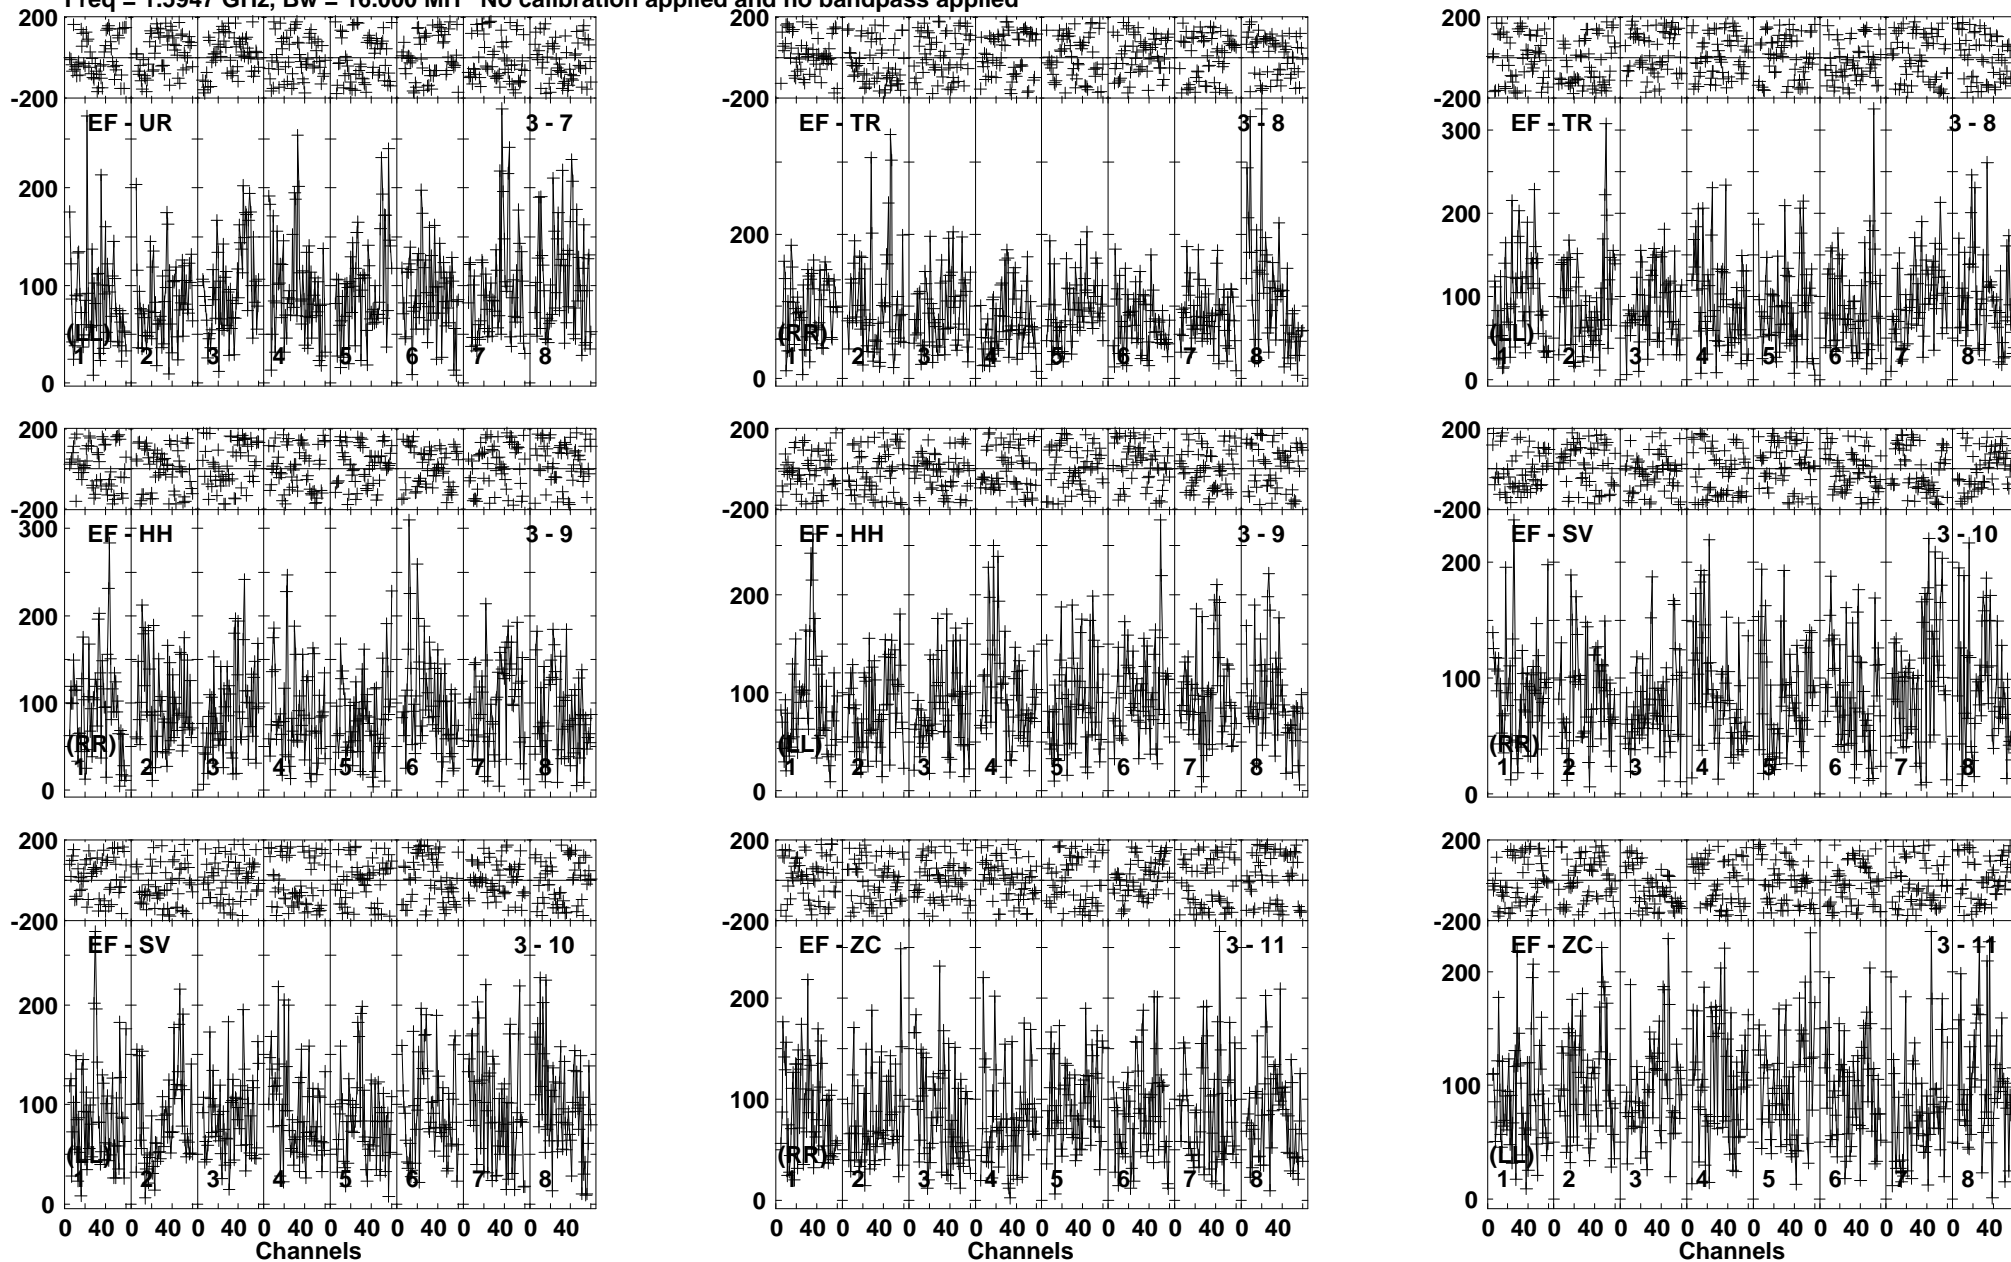 Freq = 1.5947 GHz, Bw = 16.000 MH No calibration applied and no bandpass applied
200 200 200
-200 -200 -200
EF - UR 3 - 7 EF - TR 3 - 8 EF - TR 3 - 8
300
200 200 200
100 100
(LL) (RR) (LL)
1 2 3 4 5 6 7 8 1 2 3 4 5 6 7 8 1 2 3 4 5 6 7 8
0 0 0
200 200 200
-200 -200 -200
300
EF - HH 3 - 9 EF - HH 3 - 9 EF - SV 3 - 10
200 200 200
100 100 100
(RR) (LL) (RR)
1 2 3 4 5 6 7 8 1 2 3 4 5 6 7 8 1 2 3 4 5 6 7 8
0 0 0
200 200 200
-200 -200 -200
EF - SV 3 - 10 EF - ZC 3 - 11 EF - ZC 3 - 11
200 200 200
100 100 100
(LL) (RR) (LL)
1 2 3 4 5 6 7 8 1 2 3 4 5 6 7 8 1 2 3 4 5 6 7 8
0 0 0
0 40 0 40 0 40 0 40 0 40 0 40 0 40 0 40 0 40 0 40 0 40 0 40 0 40 0 40 0 40 0 40 0 40 0 40 0 40 0 40 0 40 0 40 0 40 0 40
Channels Channels Channels